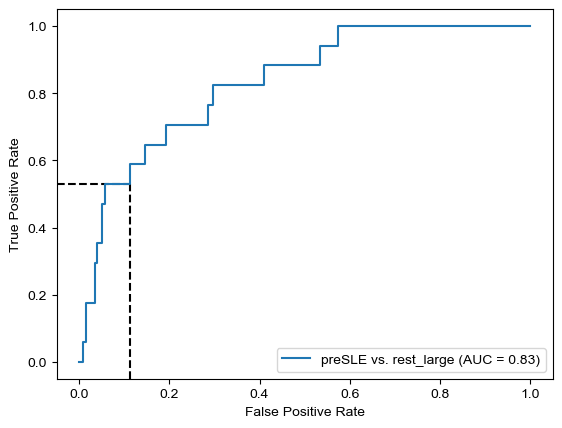 1.0
0.8
0.6
0.4
0.2
0.0
True Positive Rate
preSLE vs. rest_large (AUC = 0.83)
0.0 0.2 0.4 0.6 0.8 1.0
False Positive Rate